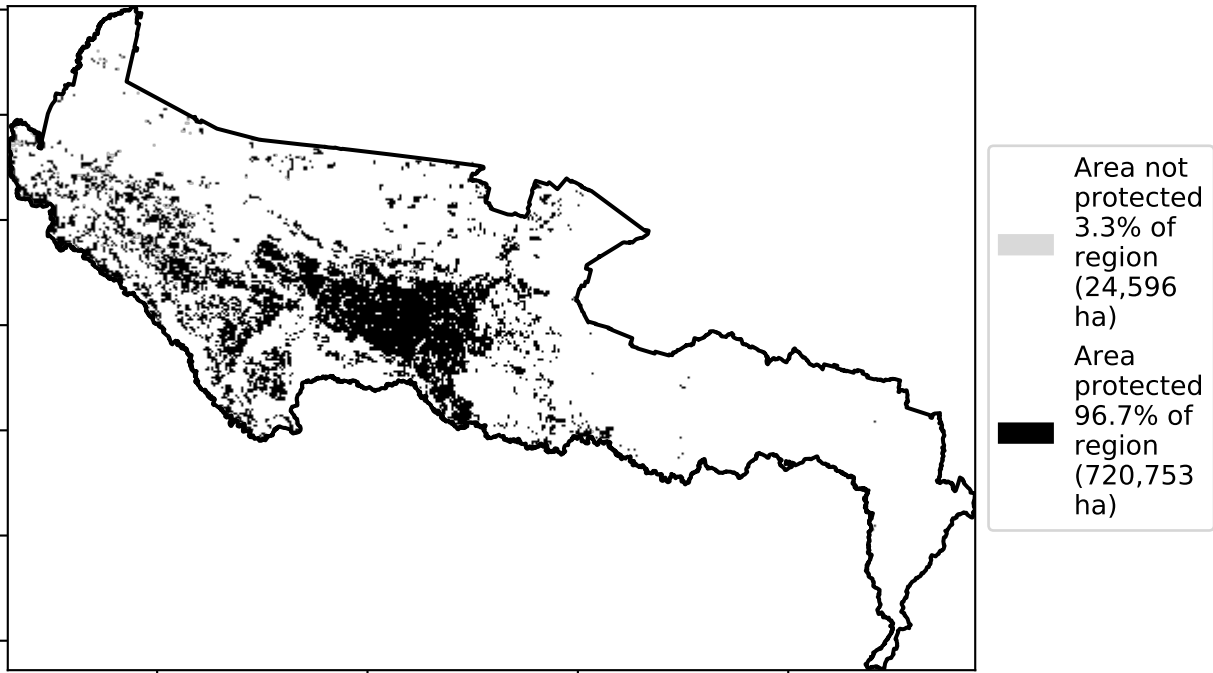 Area not
protected
3.3% of
region
(24,596
ha)
Area
protected
96.7% of
region
(720,753
ha)